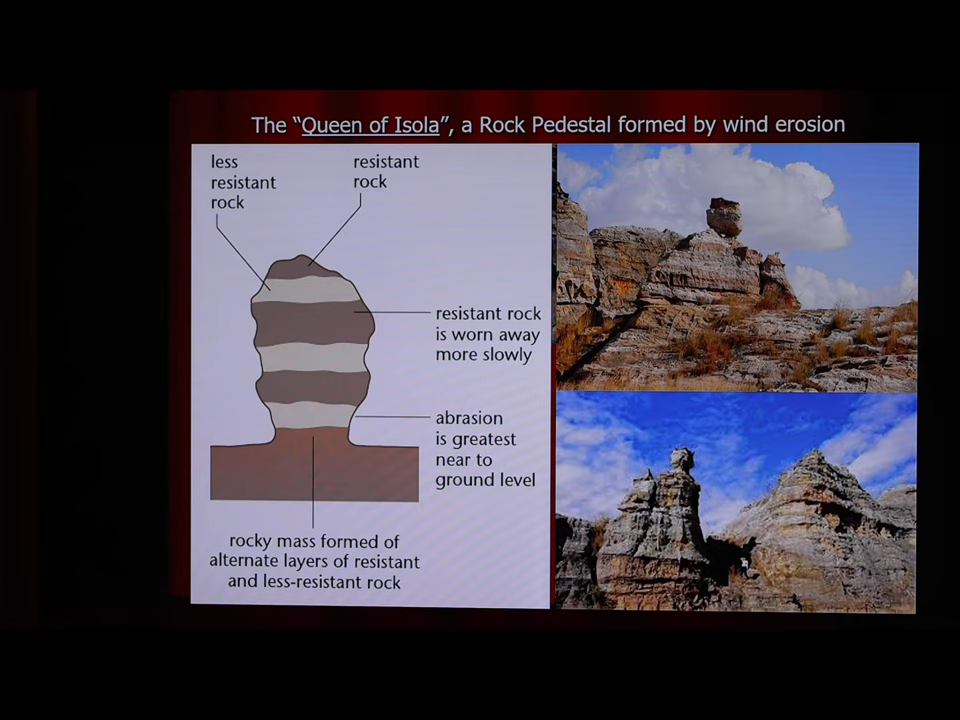 The “Queen of Isola”, a Rock Pedestal formed by wind erosion
less
resistant
rock
resistant
rock
resistant rock
is worn away
more slowly
abrasion
is greatest
near to
ground level
rocky mass formed of
alternate layers of resistant
and less-resistant rock